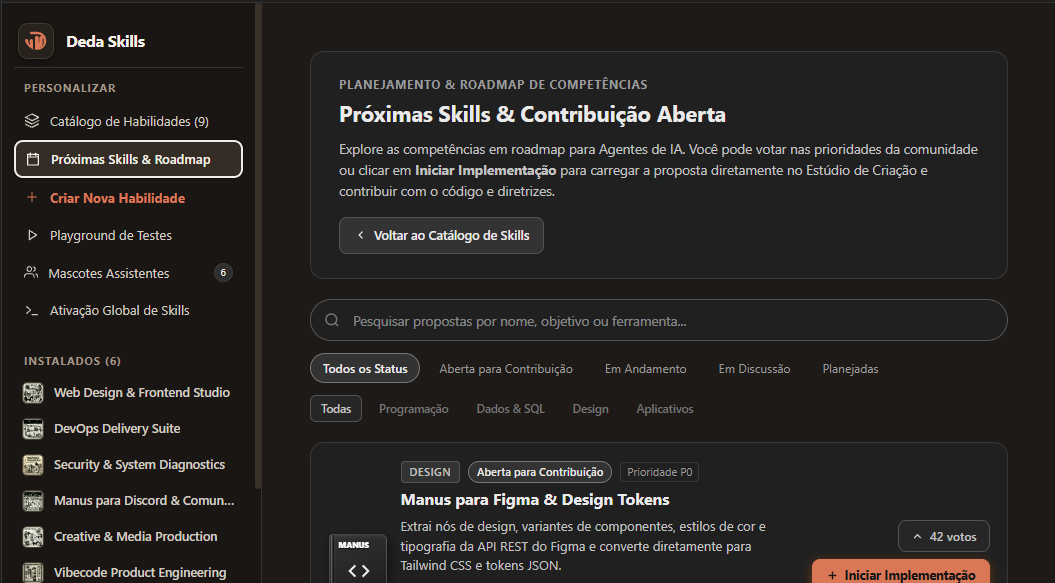 Deda Skills
PERSONALIZAR
Catálogo de Habilidades (9)
Próximas Skills & Roadmap
Criar Nova Habilidade
Playground de Testes
Mascotes Assistentes 6
Ativação Global de Skills
INSTALADOS (6)
Web Design & Frontend Studio
DevOps Delivery Suite
Security & System Diagnostics
Manus para Discord & Comun...
Creative & Media Production
Vibecode Product Engineering
PLANEJAMENTO & ROADMAP DE COMPETÊNCIAS
Próximas Skills & Contribuição Aberta
Explore as competências em roadmap para Agentes de IA. Você pode votar nas prioridades da comunidade
ou clicar em Iniciar Implementação para carregar a proposta diretamente no Estúdio de Criação e
contribuir com o código e diretrizes.
Voltar ao Catálogo de Skills
Pesquisar propostas por nome, objetivo ou ferramenta...
Todos os Status Aberta para Contribuição Em Andamento Em Discussão Planejadas
Todas Programação Dados & SQL Design Aplicativos
DESIGN Aberta para Contribuição Prioridade P0
Manus para Figma & Design Tokens
Extrai nós de design, variantes de componentes, estilos de cor e
tipografia da API REST do Figma e converte diretamente para
Tailwind CSS e tokens JSON.
MANUS
42 votos
+ Iniciar Implementação